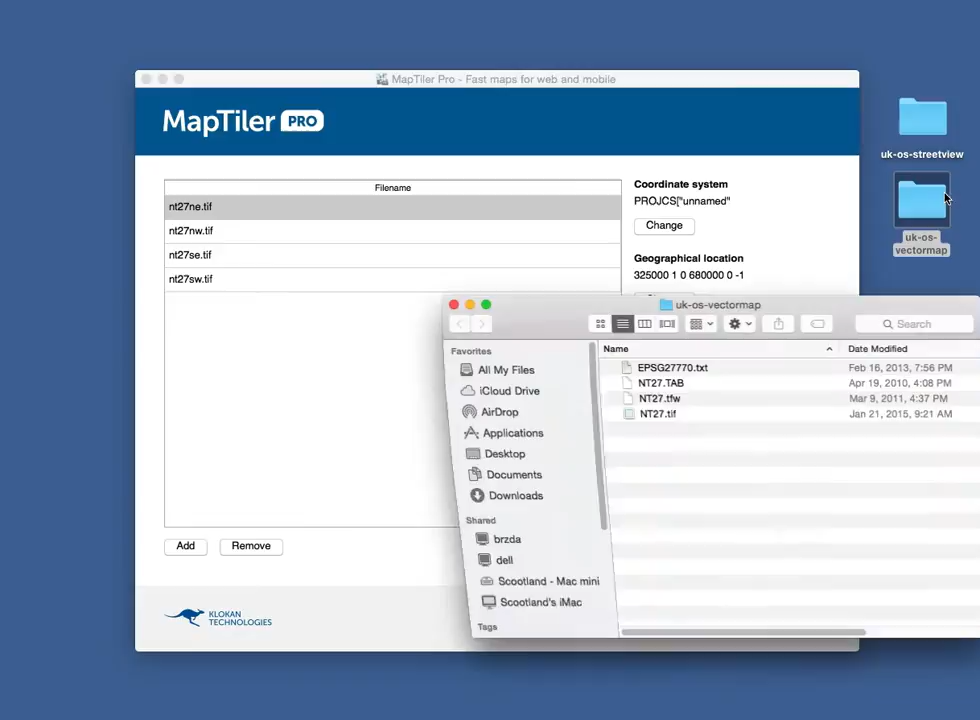 MapTiler Pro - Fast maps for web and mobile
MapTiler PRO
Filename
nt27ne.tif
nt27nw.tif
nt27se.tif
nt27sw.tif
Coordinate system
PROJCS["unnamed"
Change
Geographical location
325000 1 0 680000 0 -1
Add
Remove
KLOKAN
TECHNOLOGIES
uk-os-streetview
uk-os-
vectormap
uk-os-vectormap
Search
Favorites
All My Files
iCloud Drive
AirDrop
Applications
Desktop
Documents
Downloads
Shared
brzda
dell
Scootland - Mac mini
Scootland's iMac
Tags
Name
Date Modified
EPSG27770.txt
Feb 16, 2013, 7:56 PM
NT27.TAB
Apr 19, 2010, 4:08 PM
NT27.tfw
Mar 9, 2011, 4:37 PM
NT27.tif
Jan 21, 2015, 9:21 AM